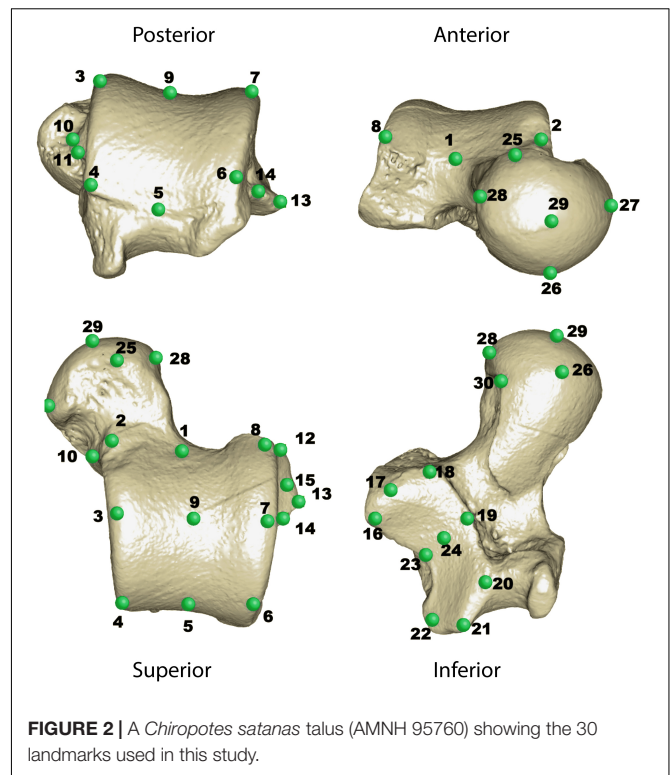 Posterior Anterior
3 9 7
10
11
4 6 14
5 13
2
8 1 25
28
29 27
26
29
25 28
2 1 8 12
10
15
3 9 7 13
14
4 5 6
28 29
30 26
17 18
16 19
24
23
20
22 21
Superior Inferior
FIGURE 2 | A Chiropotes satanas talus (AMNH 95760) showing the 30
landmarks used in this study.